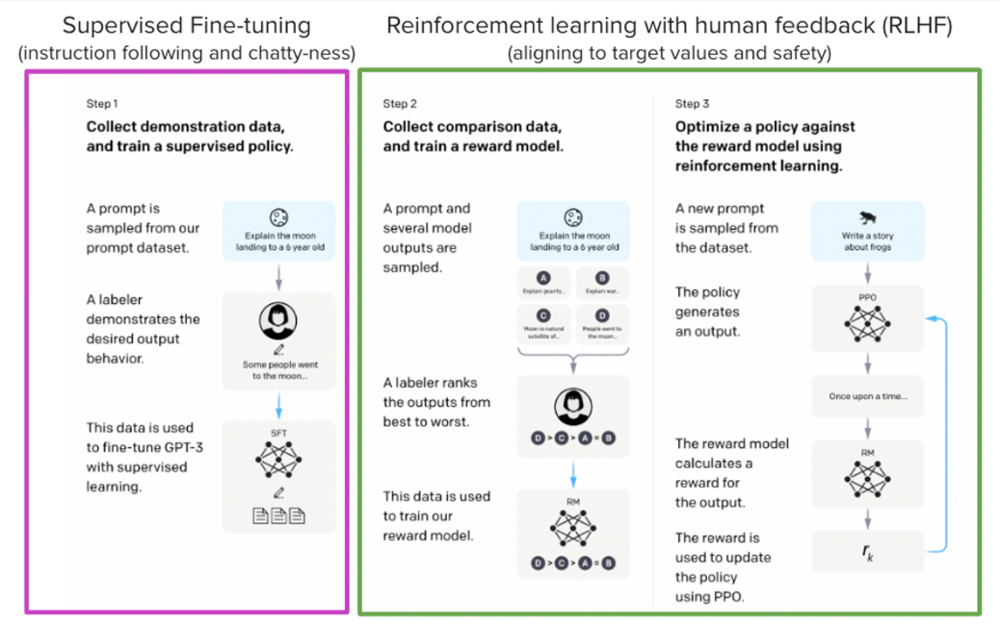 Supervised Fine-tuning
(instruction following and chatty-ness)
Reinforcement learning with human feedback (RLHF)
(aligning to target values and safety)
Step 1
Collect demonstration data,
and train a supervised policy.
A prompt is
sampled from our
prompt dataset.
Explain the moon
landing to a 6 year old
A labeler
demonstrates the
desired output
behavior.
Some people went
to the moon...
This data is used
to fine-tune GPT-3
with supervised
learning.
SFT
Step 2
Collect comparison data,
and train a reward model.
A prompt and
several model
outputs are
sampled.
Explain the moon
landing to a 6 year old
A
Explain gravity...
B
Explain war...
C
Moon is natural
satellite of...
D
People went to
the moon...
A labeler ranks
the outputs from
best to worst.
D > C > A = B
This data is used
to train our
reward model.
RM
D > C > A = B
Step 3
Optimize a policy against
the reward model using
reinforcement learning.
A new prompt
is sampled from
the dataset.
Write a story
about frogs
The policy
generates
an output.
PPO
Once upon a time...
The reward model
calculates a
reward for
the output.
RM
The reward is
used to update
the policy
using PPO.
rk